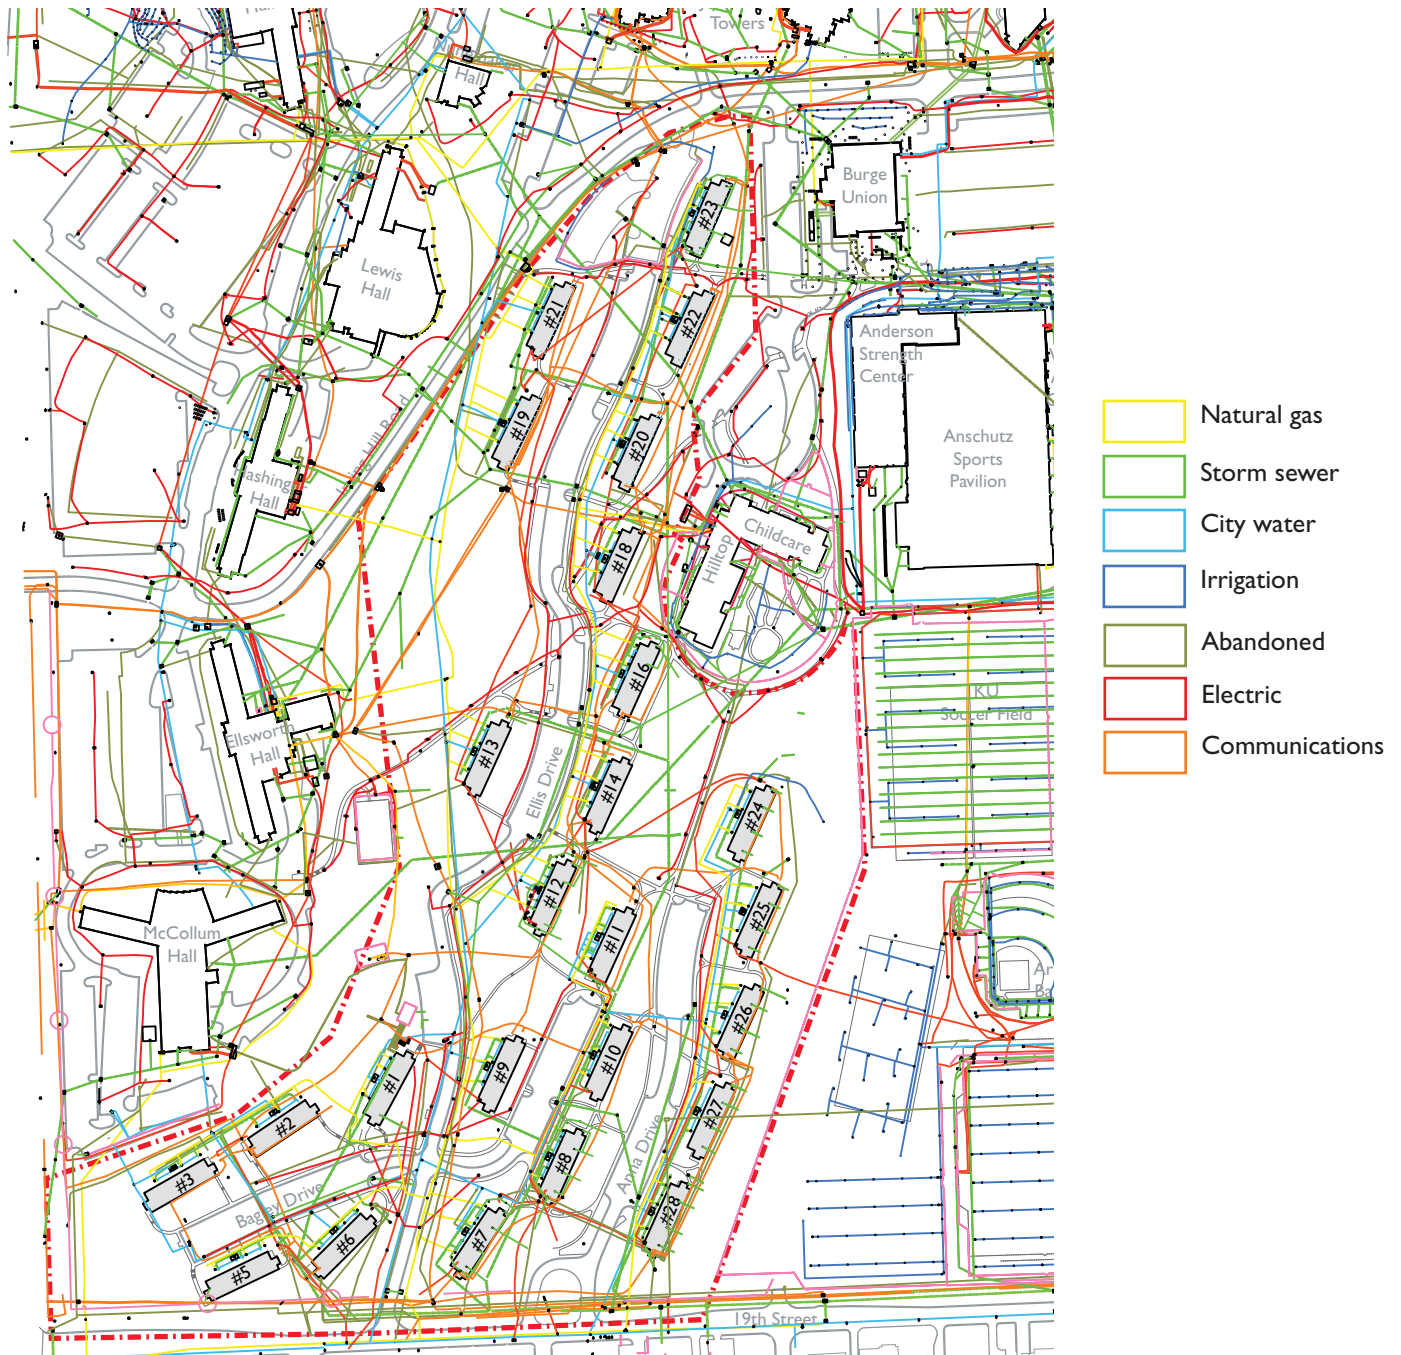 Towers
Hall
Burge
Union
#23
Lewis
Hall
#21
#22
Anderson
Strength
Center
#19
#20
Anschutz
Sports
Pavilion
Hall
Childcare
Hilltop
#18
#16
KU
Soccer Field
Ellsworth
Hall
#13
Ellis Drive
#14
#24
#12
#25
#11
McCollum
Hall
#26
#10
#9
#1
#27
#2
#8
Anna Drive
#3
Bagley Drive
#28
#7
#6
#5
19th Street
Natural gas
Storm sewer
City water
Irrigation
Abandoned
Electric
Communications